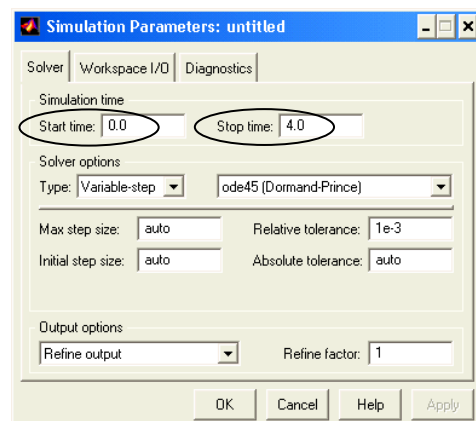 Simulation Parameters: untitled
Solver Workspace I/O Diagnostics
Simulation time
Start time: 0.0 Stop time: 4.0
Solver options
Type: Variable-step ode45 (Dormand-Prince)
Max step size: auto Relative tolerance: 1e-3
Initial step size: auto Absolute tolerance: auto
Output options
Refine output Refine factor: 1
OK Cancel Help Apply